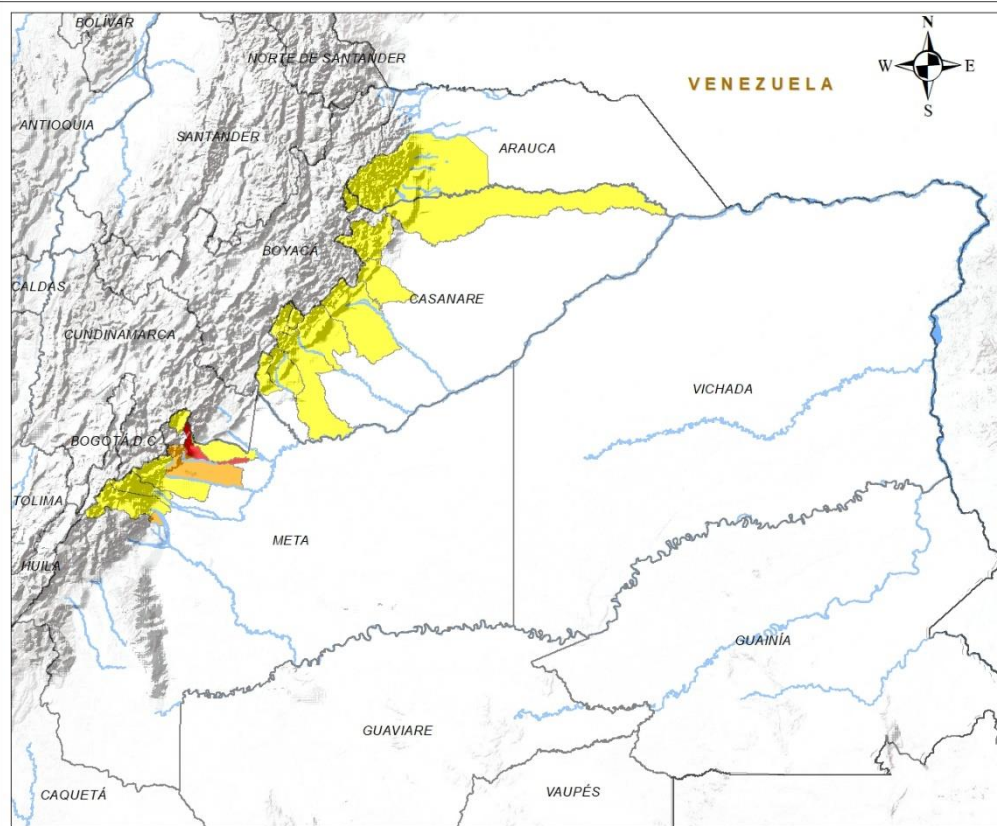 BOLÍVAR
N
NORTE DE SANTANDER
W
E
VENEZUELA
S
ANTIOQUIA
SANTANDER
ARAUCA
BOYACÁ
CALDAS
CASANARE
CUNDINAMARCA
VICHADA
BOGOTÁ D.C
TOLIMA
META
HUILA
GUAINÍA
GUAVIARE
CAQUETÁ
VAUPÉS